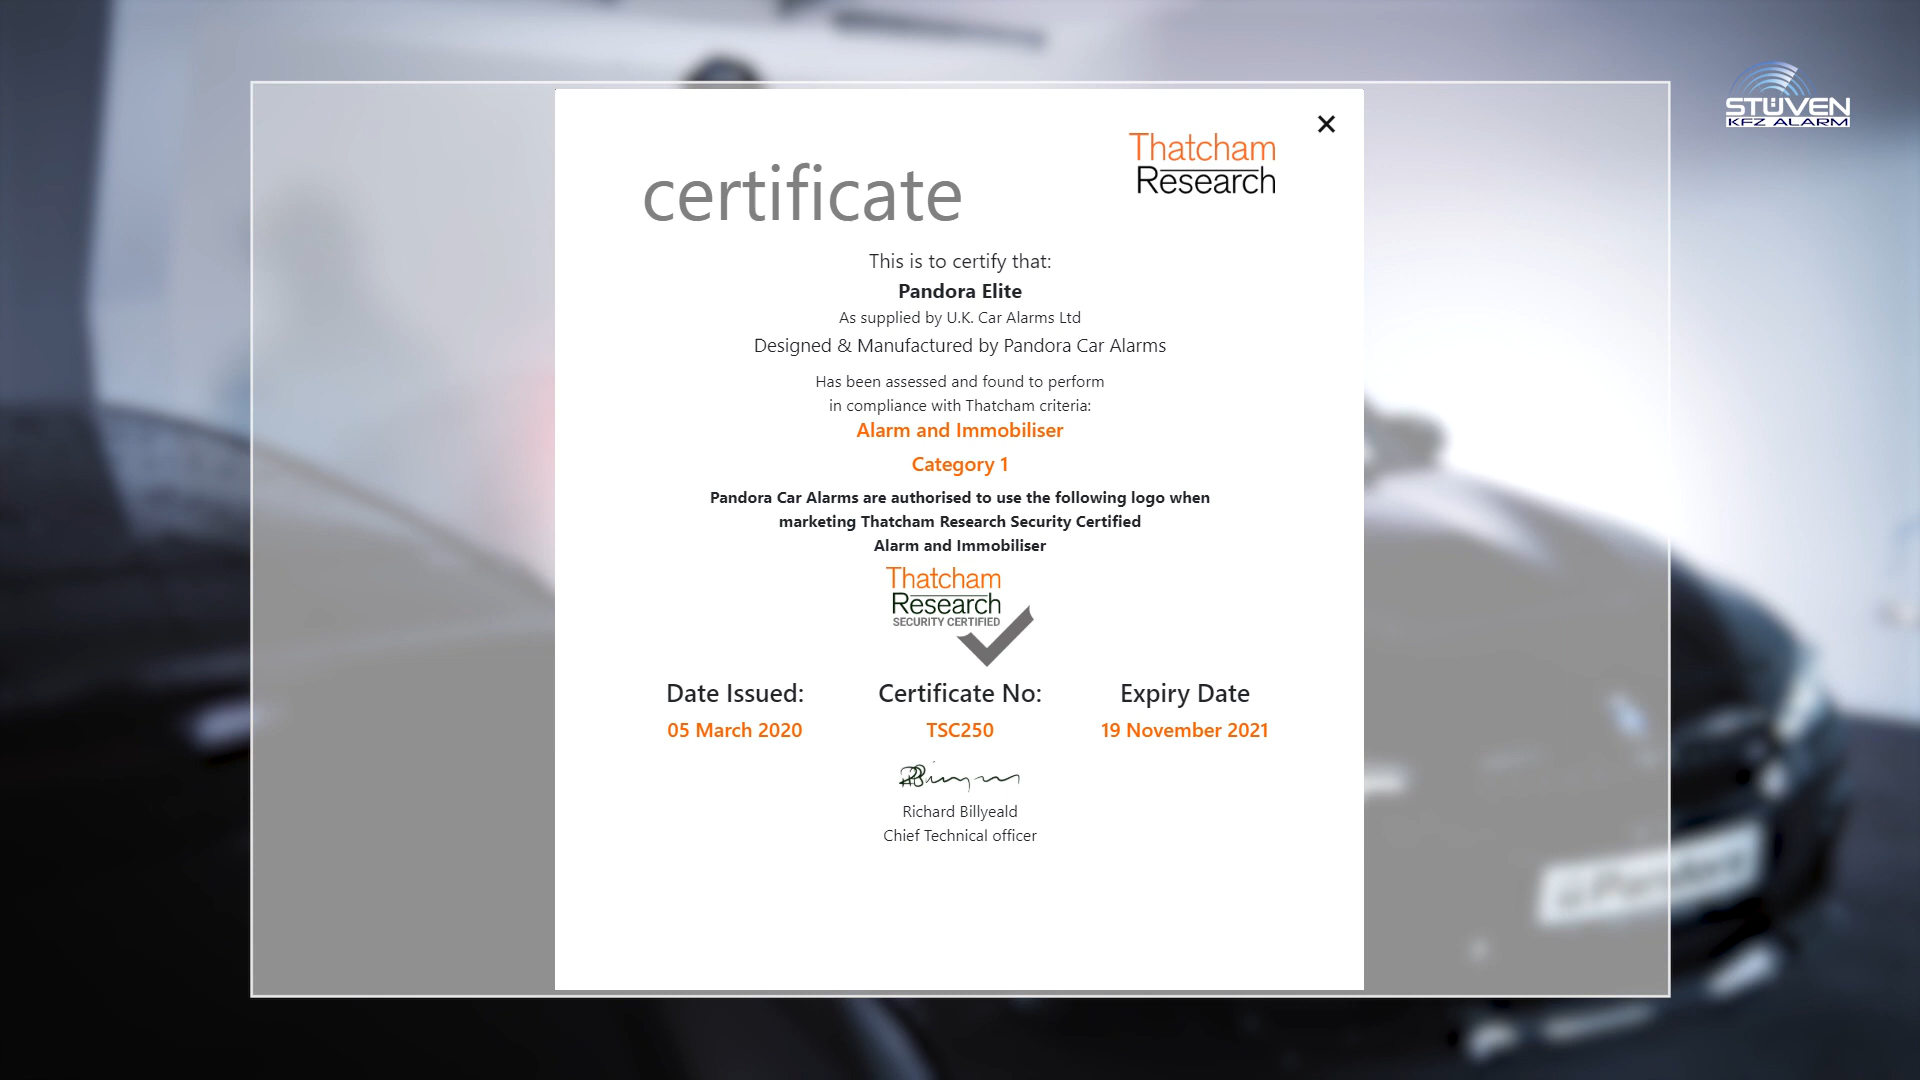 STÜVEN
KFZ ALARM
Thatcham
Research
certificate
This is to certify that:
Pandora Elite
As supplied by U.K. Car Alarms Ltd
Designed & Manufactured by Pandora Car Alarms
Has been assessed and found to perform
in compliance with Thatcham criteria:
Alarm and Immobiliser
Category 1
Pandora Car Alarms are authorised to use the following logo when
marketing Thatcham Research Security Certified
Alarm and Immobiliser
Thatcham
Research
SECURITY CERTIFIED
Date Issued: Certificate No: Expiry Date
05 March 2020 TSC250 19 November 2021
Richard Billyeald
Chief Technical officer